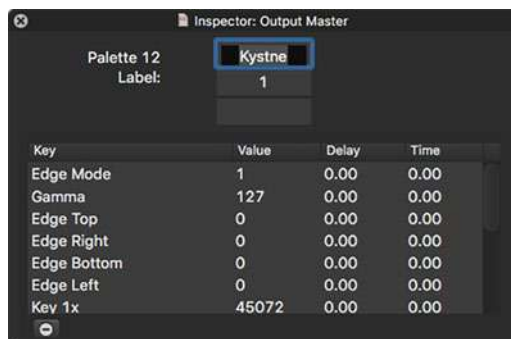 Inspector: Output Master
Palette 12 Kystne
Label: 1
Key Value Delay Time
Edge Mode 1 0.00 0.00
Gamma 127 0.00 0.00
Edge Top 0 0.00 0.00
Edge Right 0 0.00 0.00
Edge Bottom 0 0.00 0.00
Edge Left 0 0.00 0.00
Key 1x 45072 0.00 0.00